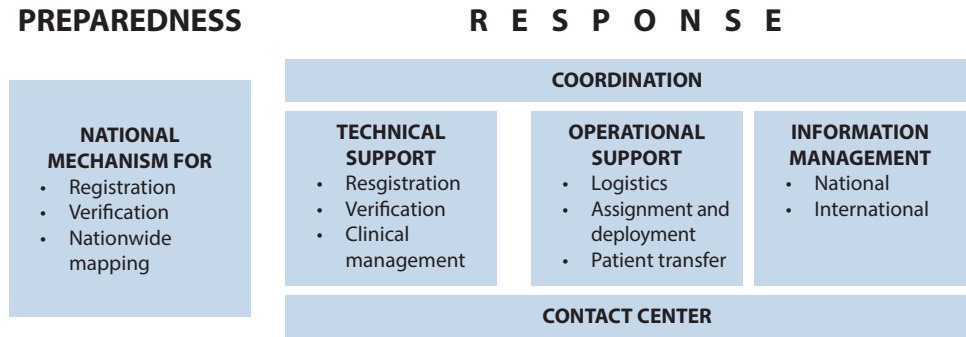 PREPAREDNESS
R E S P O N S E
COORDINATION
NATIONAL
MECHANISM FOR
• Registration
• Verification
• Nationwide
mapping
TECHNICAL
SUPPORT
• Resgistration
• Verification
• Clinical
management
OPERATIONAL
SUPPORT
• Logistics
• Assignment and
deployment
• Patient transfer
INFORMATION
MANAGEMENT
• National
• International
CONTACT CENTER